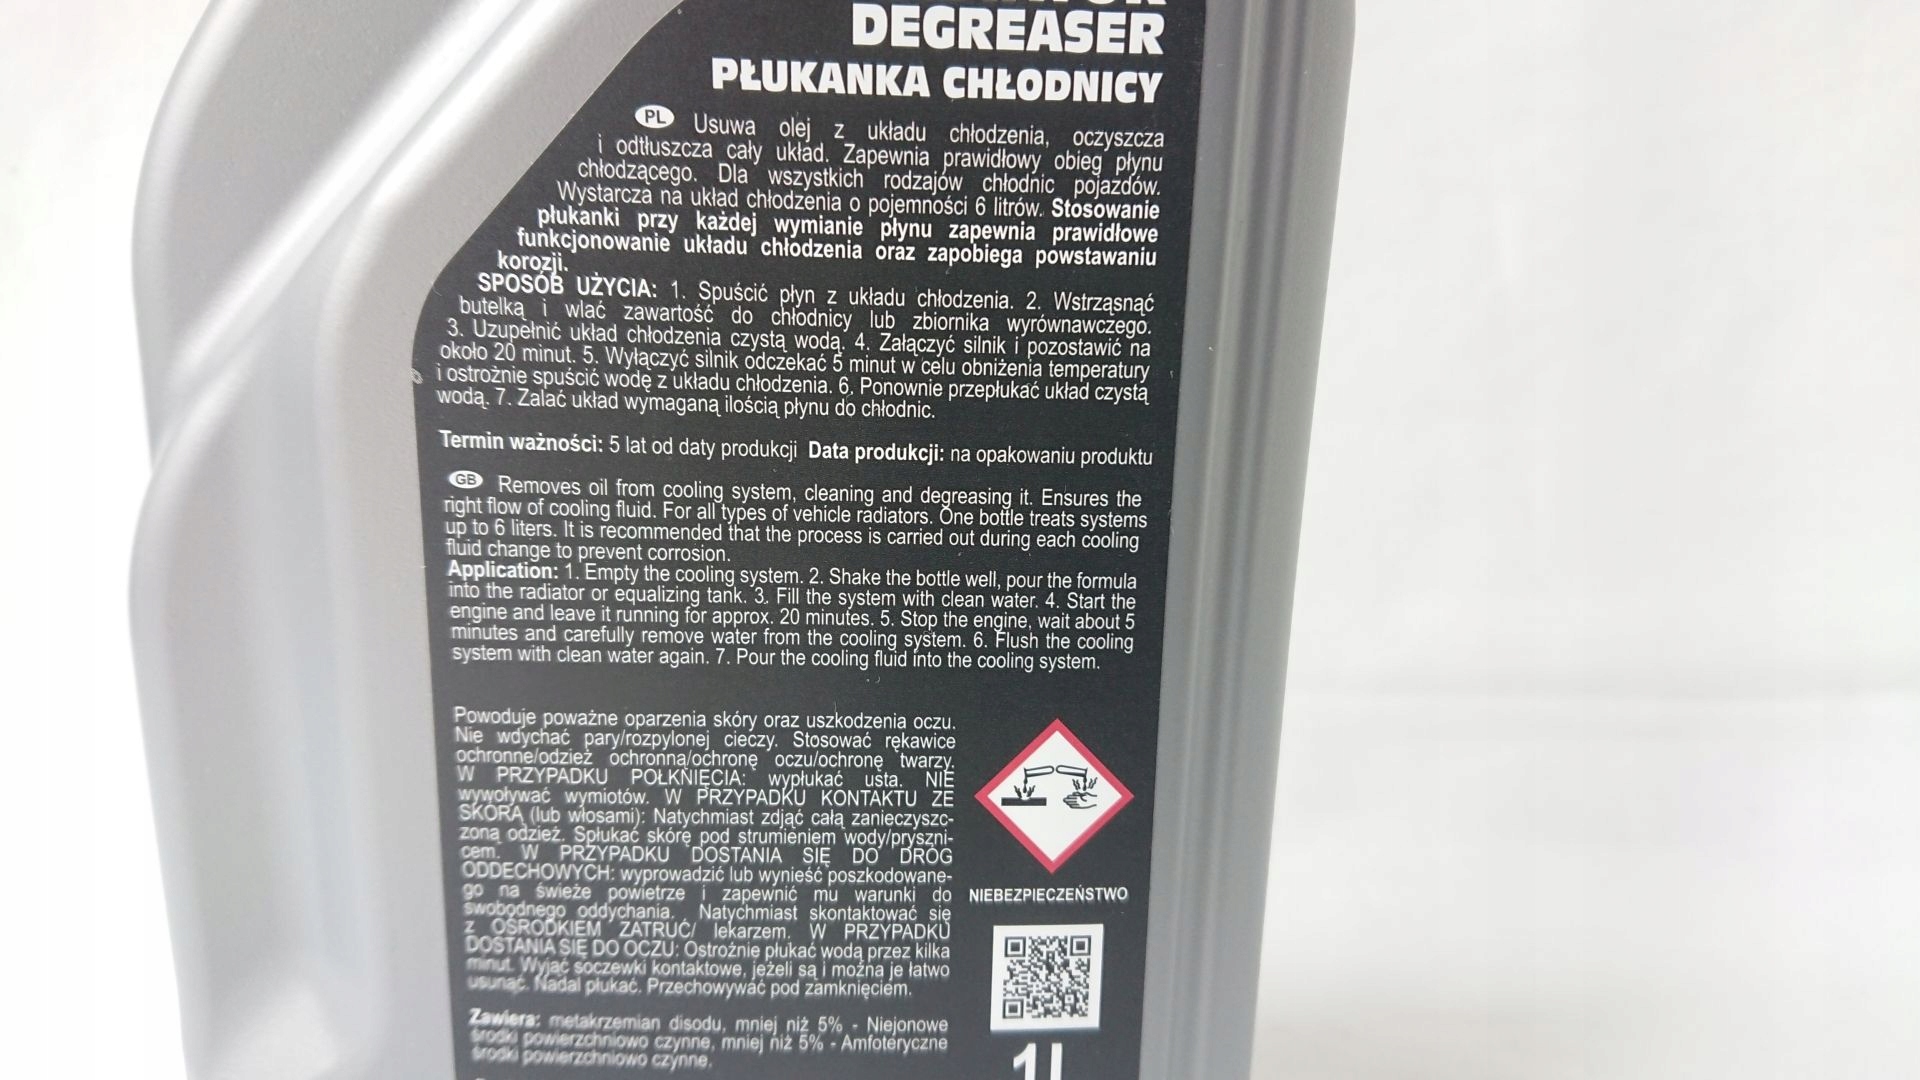 DEGREASER
PŁUKANKA CHŁODNICY
PL Usuwa olej z układu chłodzenia, oczyszcza
i odtłuszcza cały układ. Zapewnia prawidłowy obieg płynu
chłodzącego. Dla wszystkich rodzajów chłodnic pojazdów.
Wystarcza na układ chłodzenia o pojemności 6 litrów. Stosowanie
płukanki przy każdej wymianie płynu zapewnia prawidłowe
funkcjonowanie układu chłodzenia oraz zapobiega powstawaniu
korozji.
SPOSÓB UŻYCIA: 1. Spuścić płyn z układu chłodzenia. 2. Wstrząsnąć
butelką i wlać zawartość do chłodnicy lub zbiornika wyrównawczego.
3. Uzupełnić układ chłodzenia czystą wodą. 4. Załączyć silnik i pozostawić na
około 20 minut. 5. Wyłączyć silnik odczekać 5 minut w celu obniżenia temperatury
i ostrożnie spuścić wodę z układu chłodzenia. 6. Ponownie przepłukać układ czystą
wodą. 7. Zalać układ wymaganą ilością płynu do chłodnic.
Termin ważności: 5 lat od daty produkcji Data produkcji: na opakowaniu produktu
GB Removes oil from cooling system, cleaning and degreasing it. Ensures the
right flow of cooling fluid. For all types of vehicle radiators. One bottle treats systems
up to 6 liters. It is recommended that the process is carried out during each cooling
fluid change to prevent corrosion.
Application: 1. Empty the cooling system. 2. Shake the bottle well, pour the formula
into the radiator or equalizing tank. 3. Fill the system with clean water. 4. Start the
engine and leave it running for approx. 20 minutes. 5. Stop the engine, wait about 5
minutes and carefully remove water from the cooling system. 6. Flush the cooling
system with clean water again. 7. Pour the cooling fluid into the cooling system.
Powoduje poważne oparzenia skóry oraz uszkodzenia oczu.
Nie wdychać pary/rozpylonej cieczy. Stosować rękawice
ochronne/odzież ochronną/ochronę oczu/ochronę twarzy.
W PRZYPADKU POŁKNIĘCIA: wypłukać usta. NIE
wywoływać wymiotów. W PRZYPADKU KONTAKTU ZE
SKÓRĄ (lub włosami): Natychmiast zdjąć całą zanieczyszc-
zoną odzież. Spłukać skórę pod strumieniem wody/pryszni-
cem. W PRZYPADKU DOSTANIA SIĘ DO DRÓG
ODDECHOWYCH: wyprowadzić lub wynieść poszkodowane-
go na świeże powietrze i zapewnić mu warunki do
swobodnego oddychania. Natychmiast skontaktować się
z OŚRODKIEM ZATRUĆ/ lekarzem. W PRZYPADKU
DOSTANIA SIĘ DO OCZU: Ostrożnie płukać wodą przez kilka
minut. Wyjąć soczewki kontaktowe, jeżeli są i można je łatwo
usunąć. Nadal płukać. Przechowywać pod zamknięciem.
NIEBEZPIECZEŃSTWO
Zawiera: metakrzemian disodu, mniej niż 5% - Niejonowe
środki powierzchniowo czynne, mniej niż 5% - Amfoteryczne
środki powierzchniowo czynne.
1L